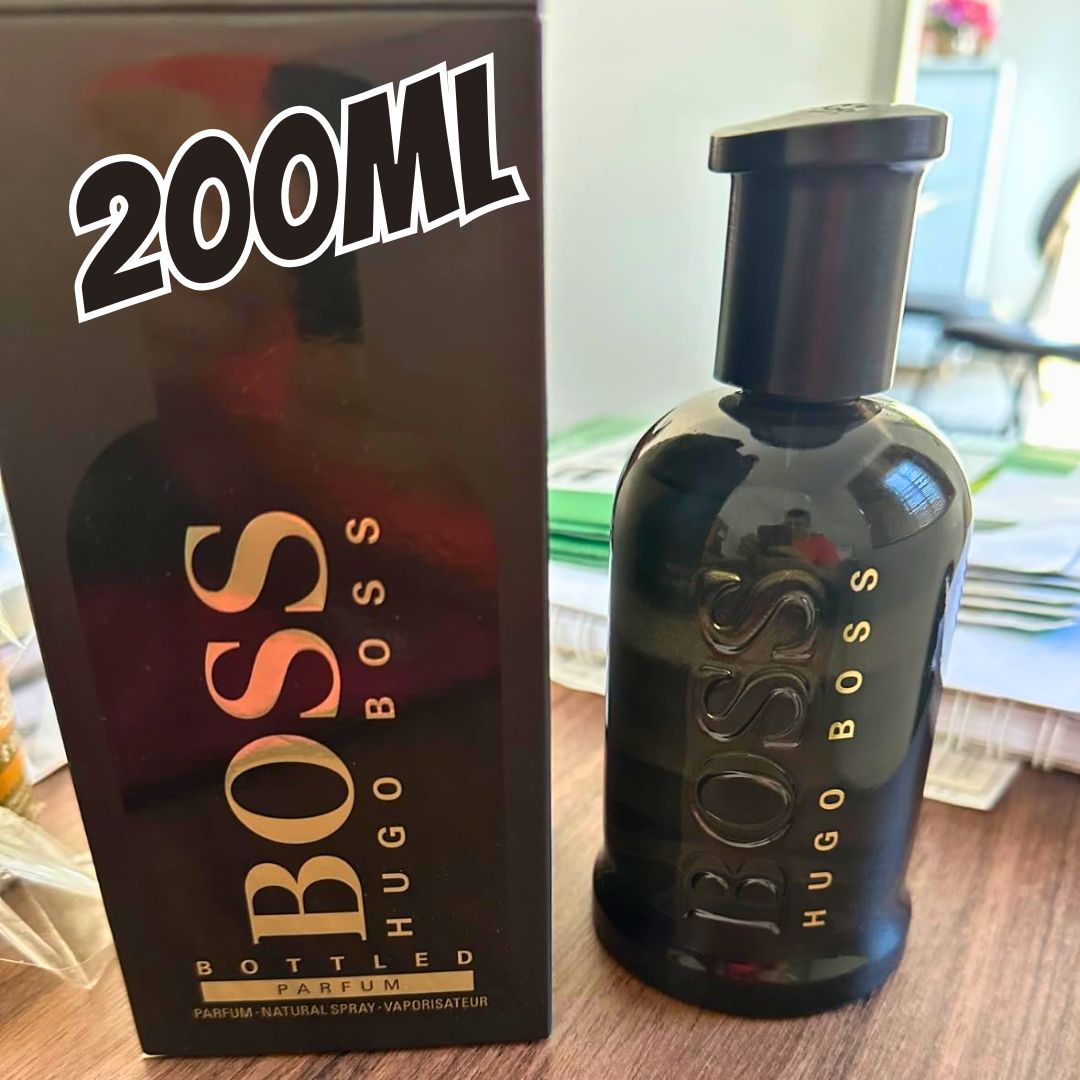 200ML
BOSS
HUGO BOSS
BOTTLED
PARFUM
PARFUM-NATURAL SPRAY-VAPORISATEUR
BOSS
HUGO BOSS